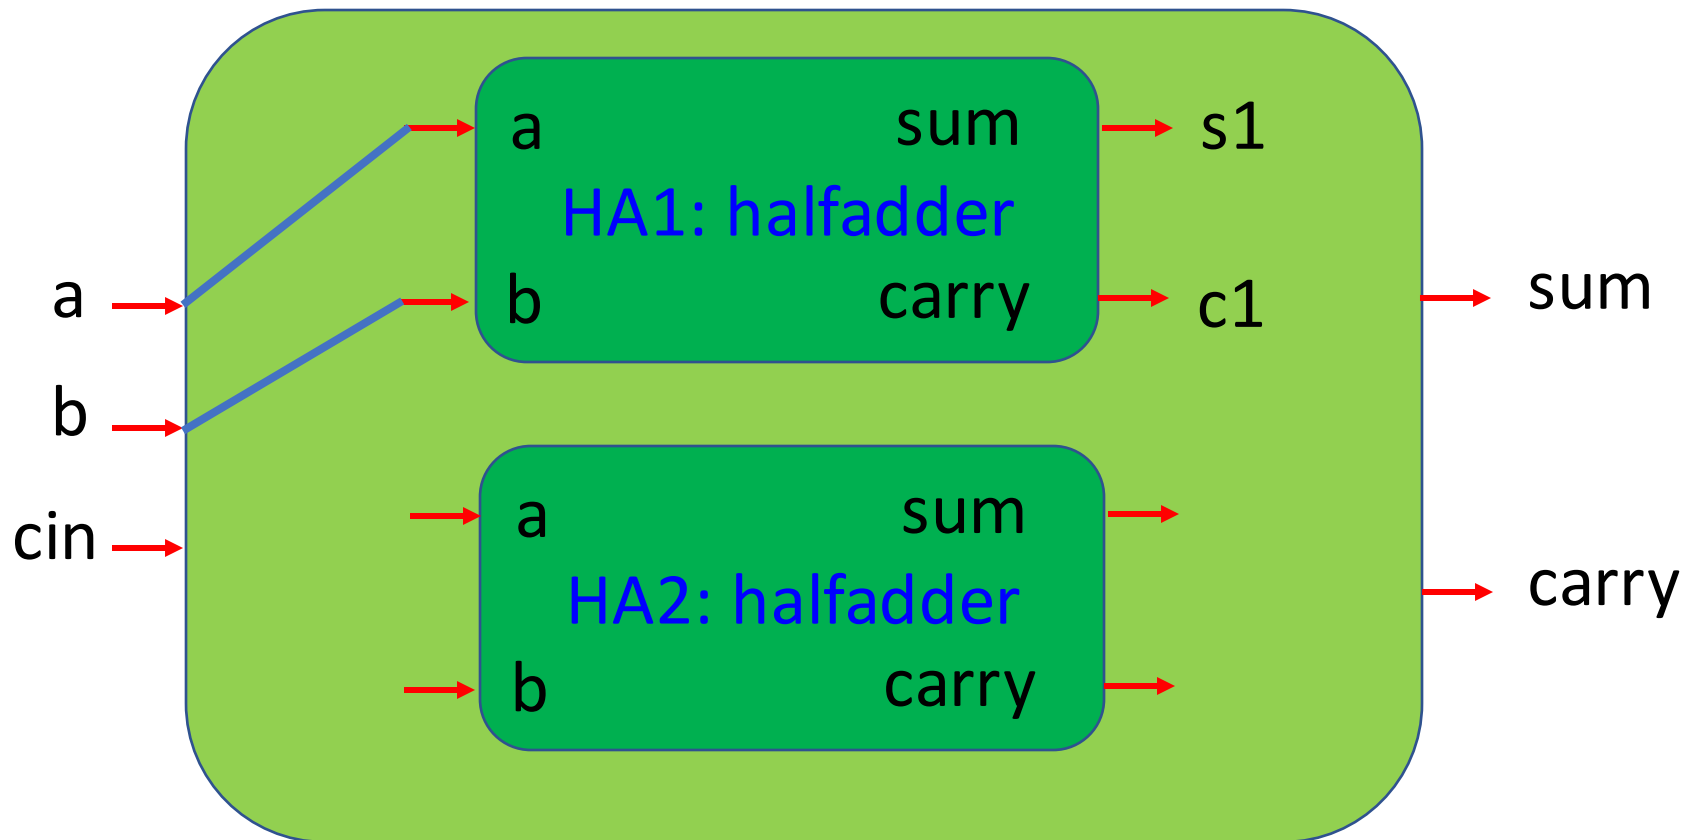 a
b
cin
a
sum
s1
HA1: halfadder
b
carry
c1
a
sum
HA2: halfadder
b
carry
sum
carry